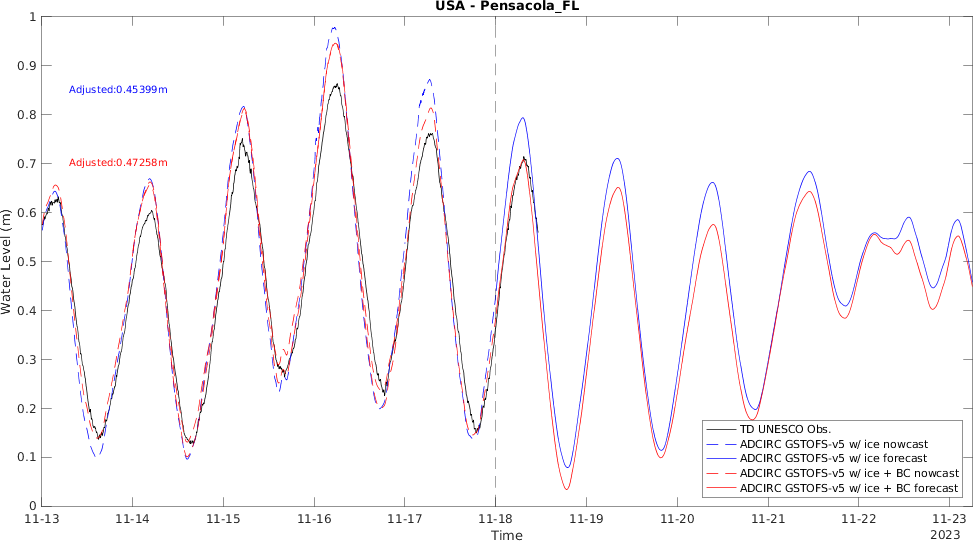 USA - Pensacola_FL
1
0.9
0.8
0.7
0.6
0.5
0.4
0.3
0.2
0.1
0
Water Level (m)
Adjusted:0.45399m
Adjusted:0.47258m
TD UNESCO Obs.
ADCIRC GSTOFS-v5 w/ ice nowcast
ADCIRC GSTOFS-v5 w/ ice forecast
ADCIRC GSTOFS-v5 w/ ice + BC nowcast
ADCIRC GSTOFS-v5 w/ ice + BC forecast
11-13 11-14 11-15 11-16 11-17 11-18 11-19 11-20 11-21 11-22 11-23
Time
2023